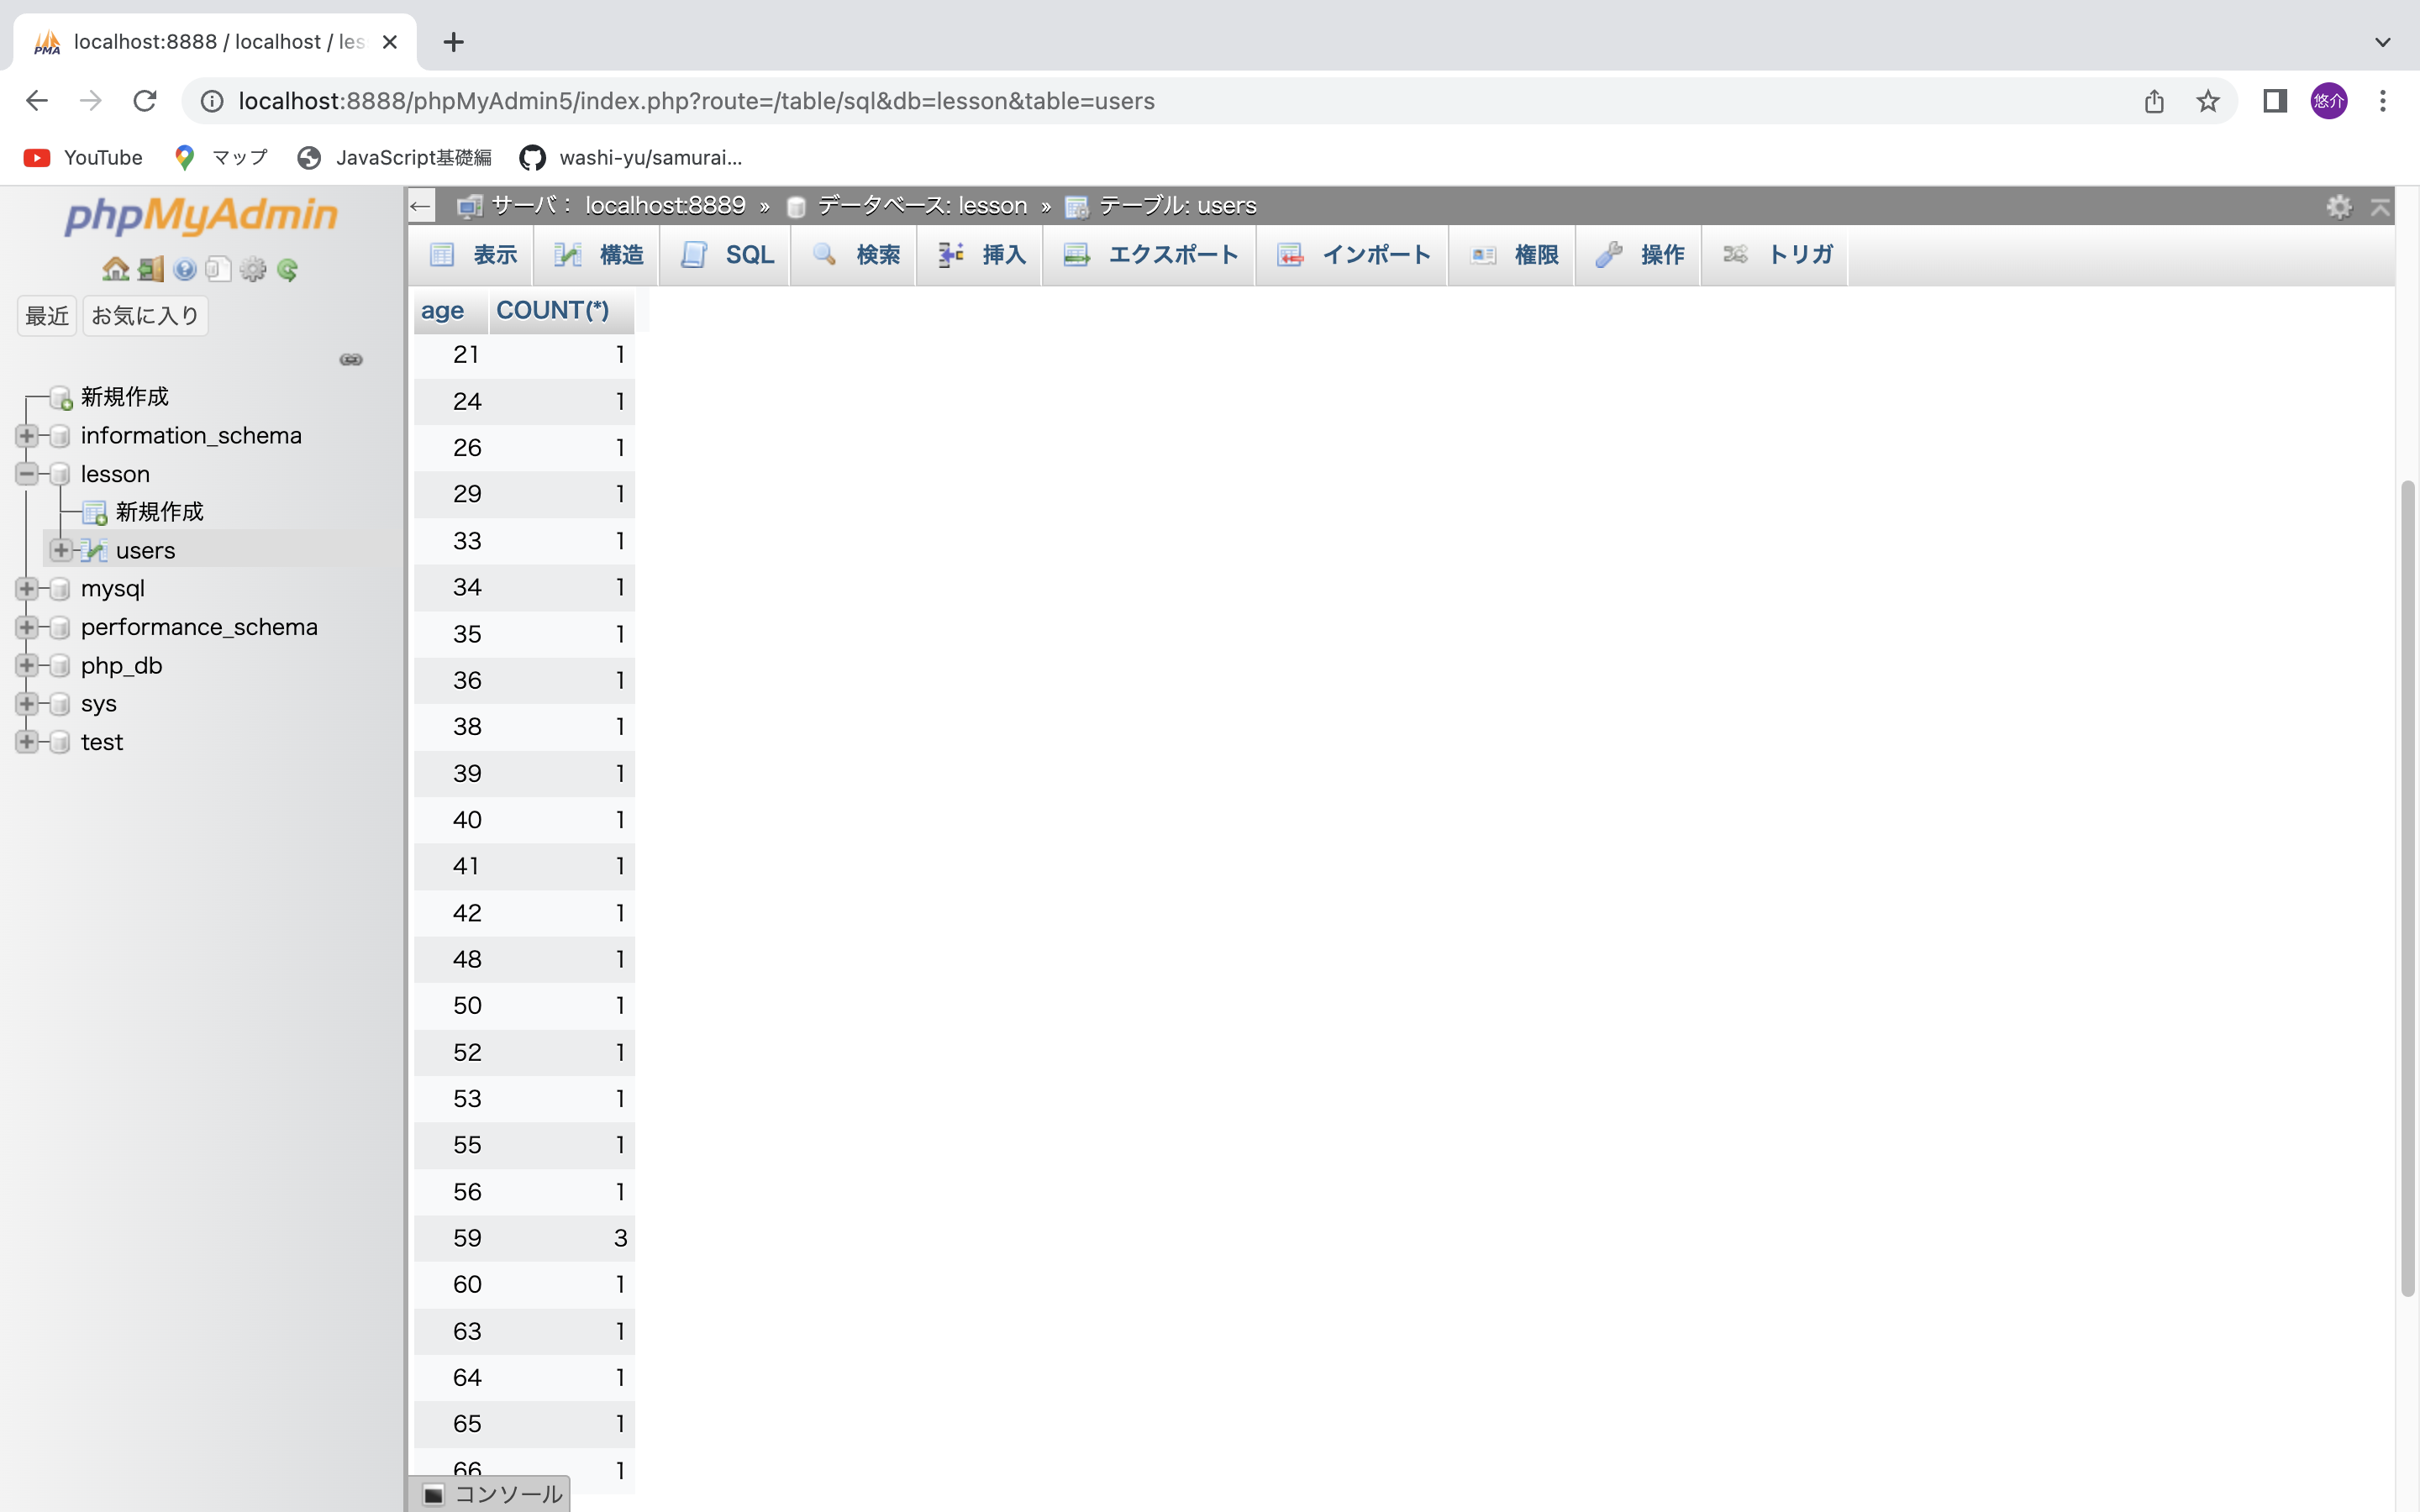 localhost:8888 / localhost / les
localhost:8888/phpMyAdmin5/index.php?route=/table/sql&db=lesson&table=users
悠介
YouTube
マップ
JavaScript基礎編
washi-yu/samurai...
phpMyAdmin
最近
お気に入り
新規作成
information_schema
lesson
新規作成
users
mysql
performance_schema
php_db
sys
test
サーバ: localhost:8889 » データベース: lesson » テーブル: users
表示
構造
SQL
検索
挿入
エクスポート
インポート
権限
操作
トリガ
age COUNT(*)
21 1
24 1
26 1
29 1
33 1
34 1
35 1
36 1
38 1
39 1
40 1
41 1
42 1
48 1
50 1
52 1
53 1
55 1
56 1
59 3
60 1
63 1
64 1
65 1
66 1
コンソール